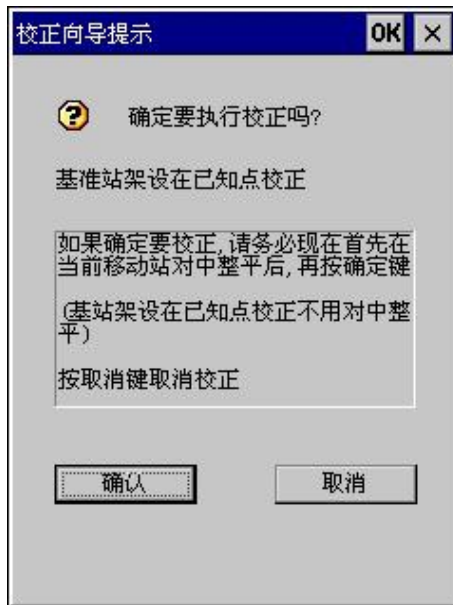 校正向导提示 OK ×
确定要执行校正吗?
基准站架设在已知点校正
如果确定要校正,请务必现在首先在
当前移动站对中整平后,再按确定键
(基站架设在已知点校正不用对中整
平)
按取消键取消校正
确认 取消